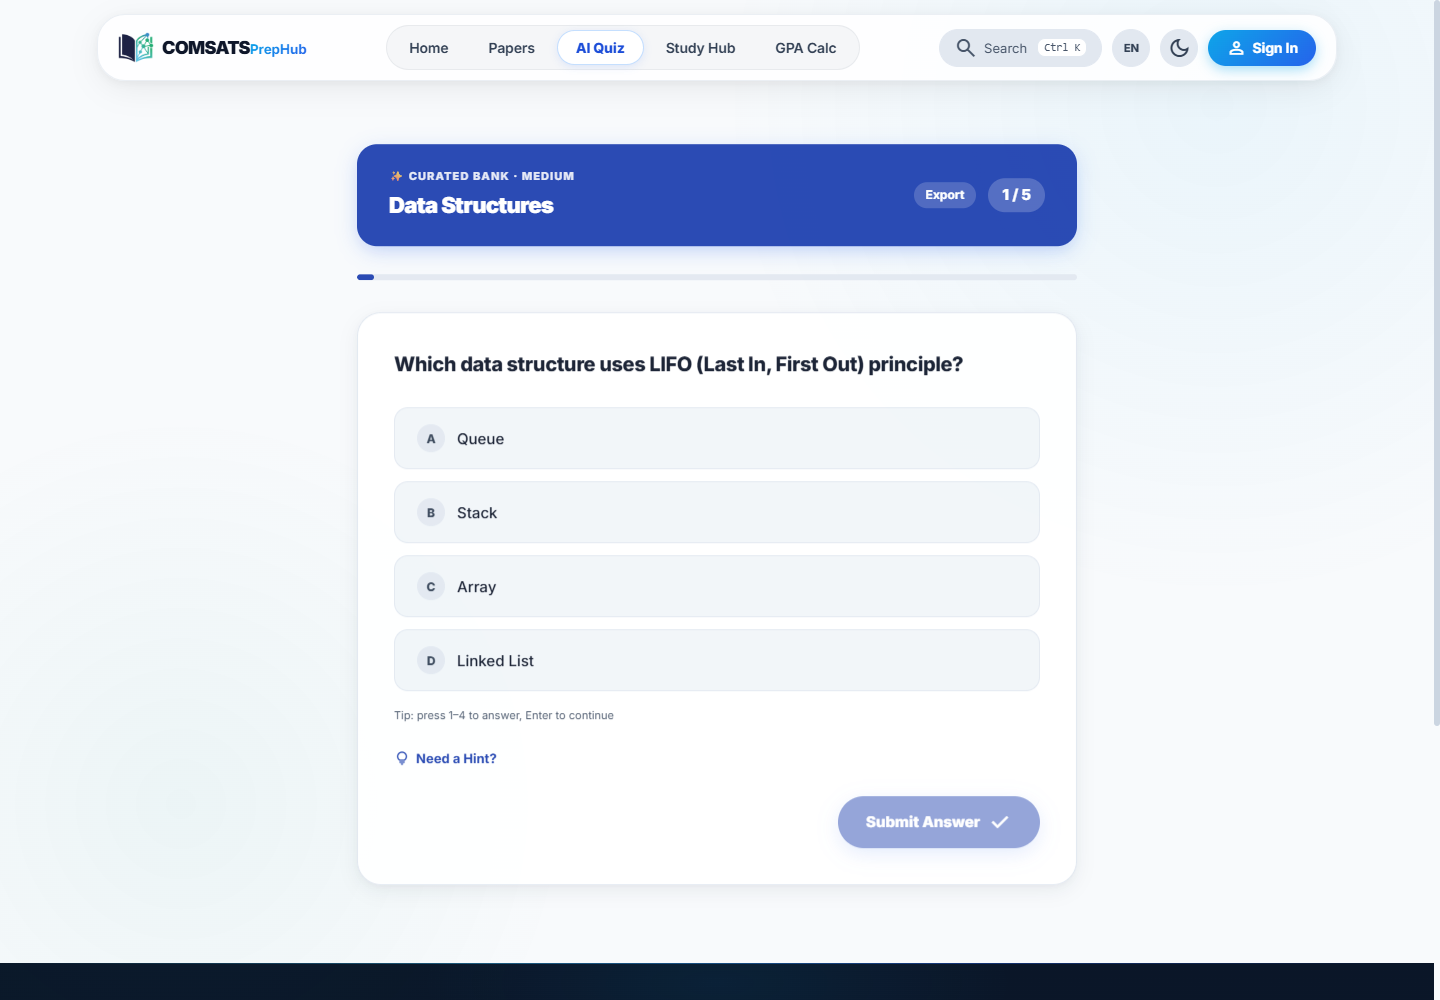 COMSATSPrepHub
Home Papers AI Quiz Study Hub GPA Calc
Search Ctrl K EN Sign In
✨ CURATED BANK · MEDIUM
Data Structures
Export 1 / 5
Which data structure uses LIFO (Last In, First Out) principle?
A Queue
B Stack
C Array
D Linked List
Tip: press 1–4 to answer, Enter to continue
Need a Hint?
Submit Answer